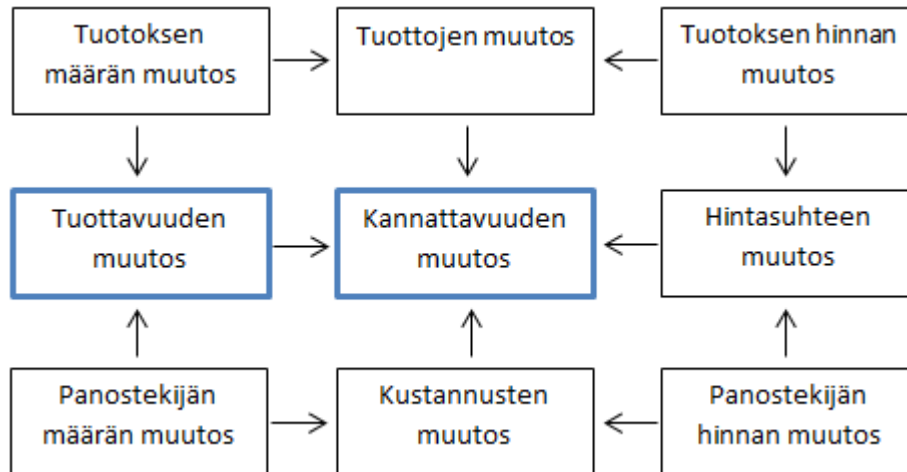 Tuotoksen
määrän muutos
Tuottojen muutos
Tuotoksen hinnan
muutos
Tuottavuuden
muutos
Kannattavuuden
muutos
Hintasuhteen
muutos
Panostekijän
määrän muutos
Kustannusten
muutos
Panostekijän
hinnan muutos